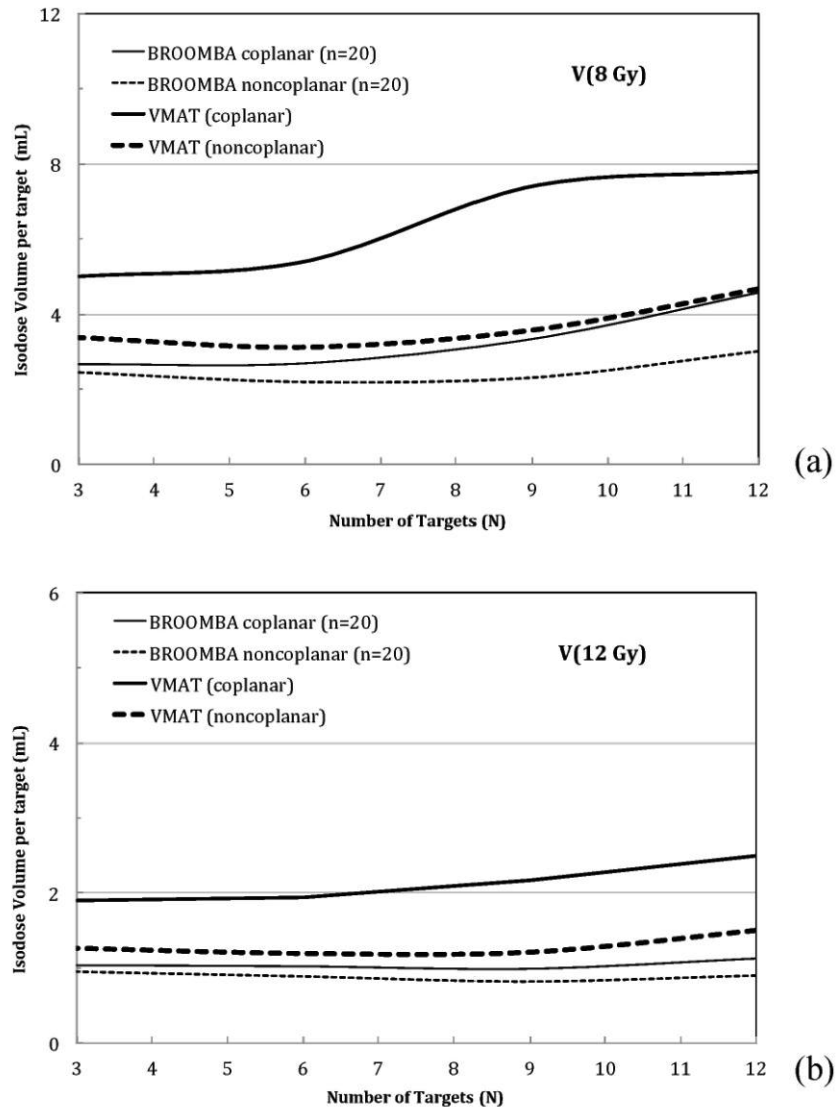 12
BROOMBA coplanar (n=20)
BROOMBA noncoplanar (n=20)
VMAT (coplanar)
VMAT (noncoplanar)
V(8 Gy)
8
4
0
Isodose Volume per target (mL)
3 4 5 6 7 8 9 10 11 12
Number of Targets (N)
(a)
6
BROOMBA coplanar (n=20)
BROOMBA noncoplanar (n=20)
VMAT (coplanar)
VMAT (noncoplanar)
V(12 Gy)
4
2
0
Isodose Volume per target (mL)
3 4 5 6 7 8 9 10 11 12
Number of Targets (N)
(b)